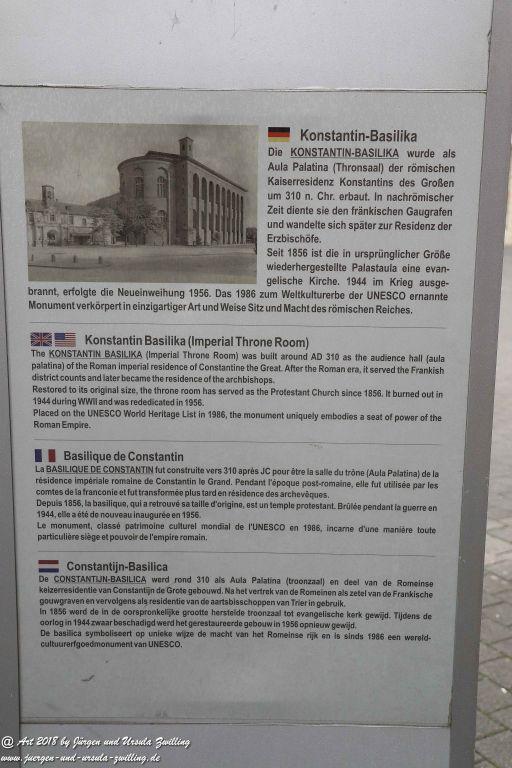 Konstantin-Basilika
Die KONSTANTIN-BASILIKA wurde als
Aula Palatina (Thronsaal) der römischen
Kaiserresidenz Konstantins des Großen
um 310 n. Chr. erbaut. In nachrömischer
Zeit diente sie den fränkischen Gaugrafen
und wandelte sich später zur Residenz der
Erzbischöfe.
Seit 1856 ist die in ursprünglicher Größe
wiederhergestellte Palastaula eine evan-
gelische Kirche. 1944 im Krieg ausge-
brannt, erfolgte die Neueinweihung 1956. Das 1986 zum Weltkulturerbe der UNESCO ernannte
Monument verkörpert in einzigartiger Art und Weise Sitz und Macht des römischen Reiches.
Konstantin Basilika (Imperial Throne Room)
The KONSTANTIN BASILIKA (Imperial Throne Room) was built around AD 310 as the audience hall (aula
palatina) of the Roman imperial residence of Constantine the Great. After the Roman era, it served the Frankish
district counts and later became the residence of the archbishops.
Restored to its original size, the throne room has served as the Protestant Church since 1856. It burned out in
1944 during WWII and was rededicated in 1956.
Placed on the UNESCO World Heritage List in 1986, the monument uniquely embodies a seat of power of the
Roman Empire.
Basilique de Constantin
La BASILIQUE DE CONSTANTIN fut construite vers 310 après JC pour être la salle du trône (Aula Palatina) de la
résidence impériale romaine de Constantin le Grand. Pendant l'époque post-romaine, elle fut utilisée par les
comtes de la franconie et fut transformée plus tard en résidence des archevêques.
Depuis 1856, la basilique, qui a retrouvé sa taille d'origine, est un temple protestant. Brûlée pendant la guerre en
1944, elle a été de nouveau inaugurée en 1956.
Le monument, classé patrimoine culturel mondial de l'UNESCO en 1986, incarne d'une manière toute
particulière siège et pouvoir de l'empire romain.
Constantijn-Basilica
De CONSTANTIJN-BASILICA werd rond 310 als Aula Palatina (troonzaal) en deel van de Romeinse
keizerresidentie van Constantijn de Grote gebouwd. Na het vertrek van de Romeinen als zetel van de Frankische
gouwgraven en vervolgens als residentie van de aartsbisschoppen van Trier in gebruik.
In 1856 werd de in de oorspronkelijke grootte herstelde troonzaal tot evangelische kerk gewijd. Tijdens de
oorlog in 1944 zwaar beschadigd werd het gerestaureerde gebouw in 1956 opnieuw gewijd.
De basilica symboliseert op unieke wijze de macht van het Romeinse rijk en is sinds 1986 een wereld-
cultuurerfgoedmonument van UNESCO.
@ Art 2018 by Jürgen und Ursula Zwilling
www.juergen-und-ursula-zwilling.de